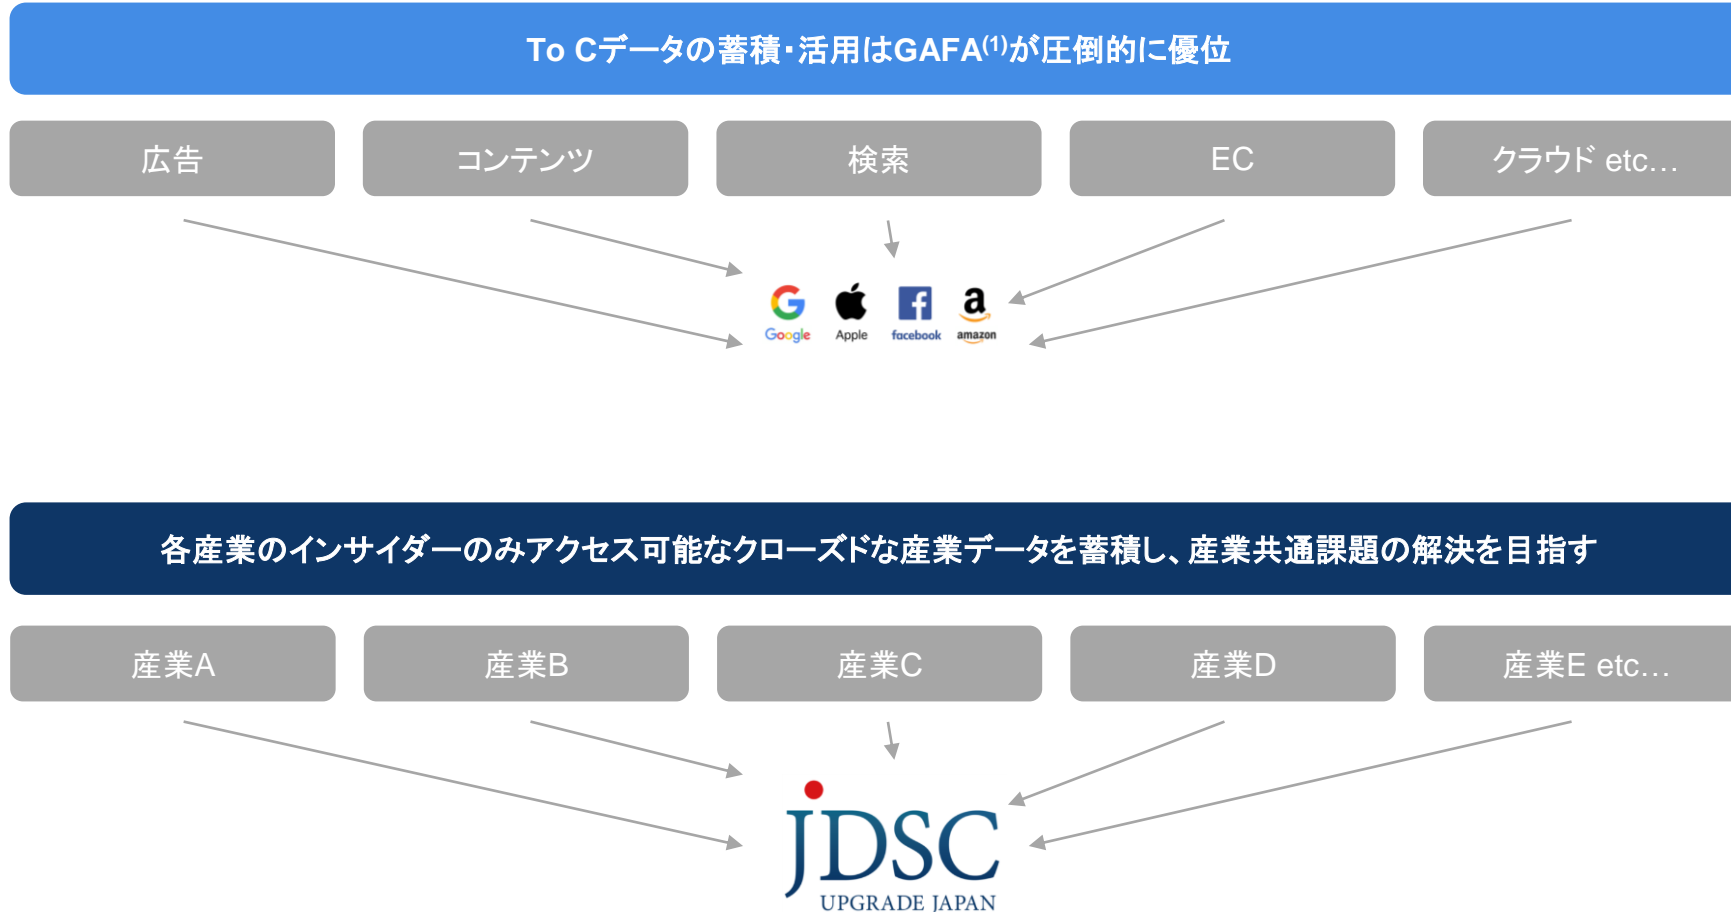 To Cデータの蓄積・活用はGAFA(1)が圧倒的に優位
広告
コンテンツ
検索
EC
クラウド etc…
Google
Apple
facebook
amazon
各産業のインサイダーのみアクセス可能なクローズドな産業データを蓄積し、産業共通課題の解決を目指す
産業A
産業B
産業C
産業D
産業E etc…
JDSC
UPGRADE JAPAN